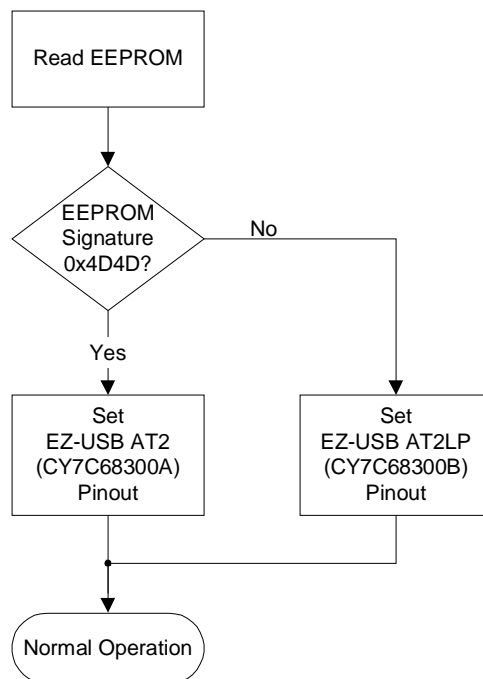 Read EEPROM
EEPROM
Signature
0x4D4D?
No
Yes
Set
EZ-USB AT2
(CY7C68300A)
Pinout
Set
EZ-USB AT2LP
(CY7C68300B)
Pinout
Normal Operation